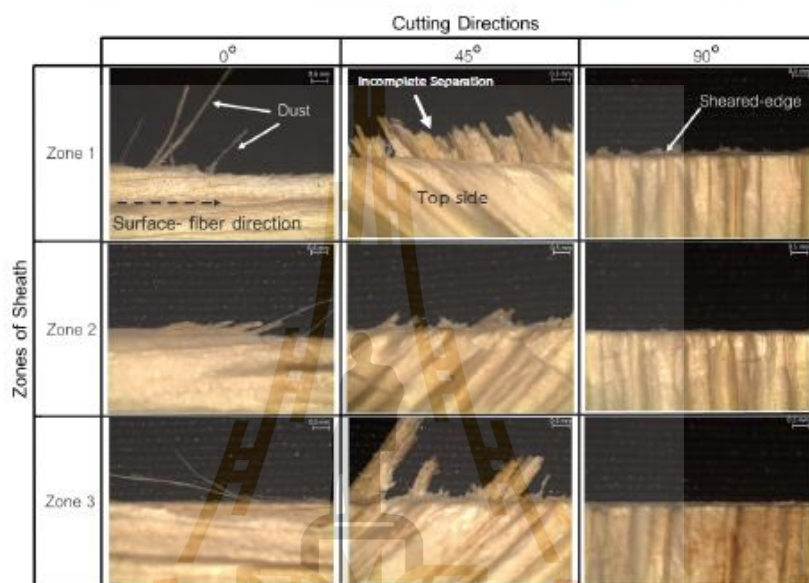 Cutting Directions
0° 45° 90°
Zone 1
Dust
Surface- fiber direction
Incomplete Separation
Top side
Sheared-edge
Zones of Sheath
Zone 2
Zone 3